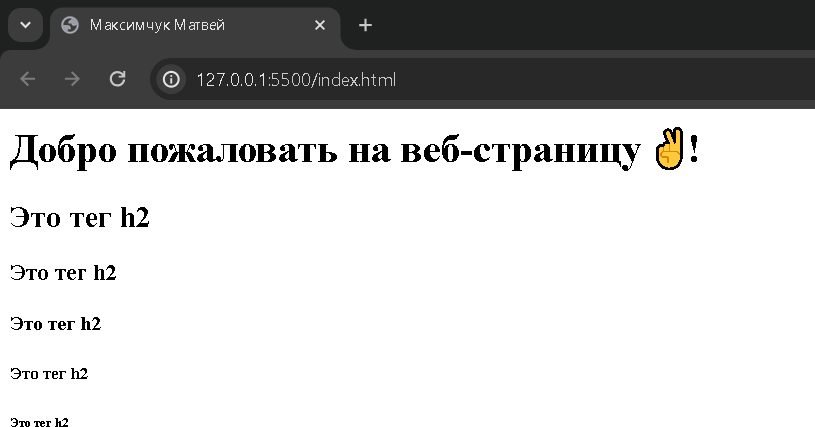 Максимчук Матвей
127.0.0.1:5500/index.html
Добро пожаловать на веб-страницу ✌!
Это тег h2
Это тег h2
Это тег h2
Это тег h2
Это тег h2